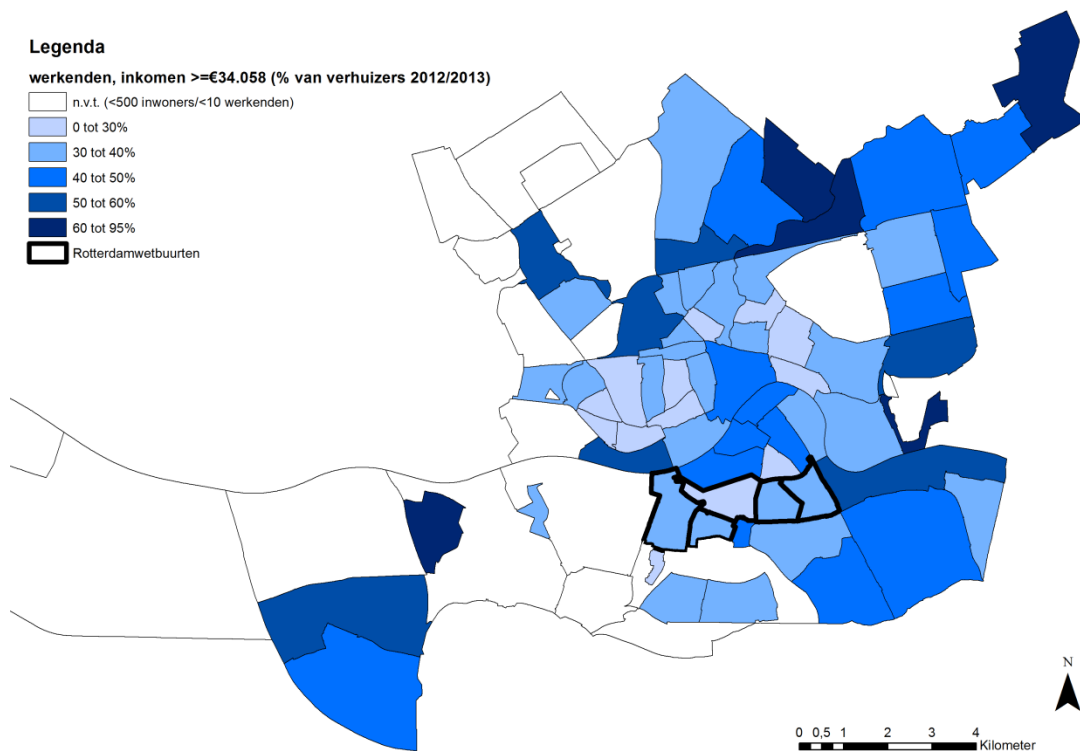 Legenda
werkenden, inkomen >=€34.058 (% van verhuizers 2012/2013)
n.v.t. (<500 inwoners/<10 werkenden)
0 tot 30%
30 tot 40%
40 tot 50%
50 tot 60%
60 tot 95%
Rotterdamwetbuurten
N
0 0,5 1 2 3 4
Kilometer